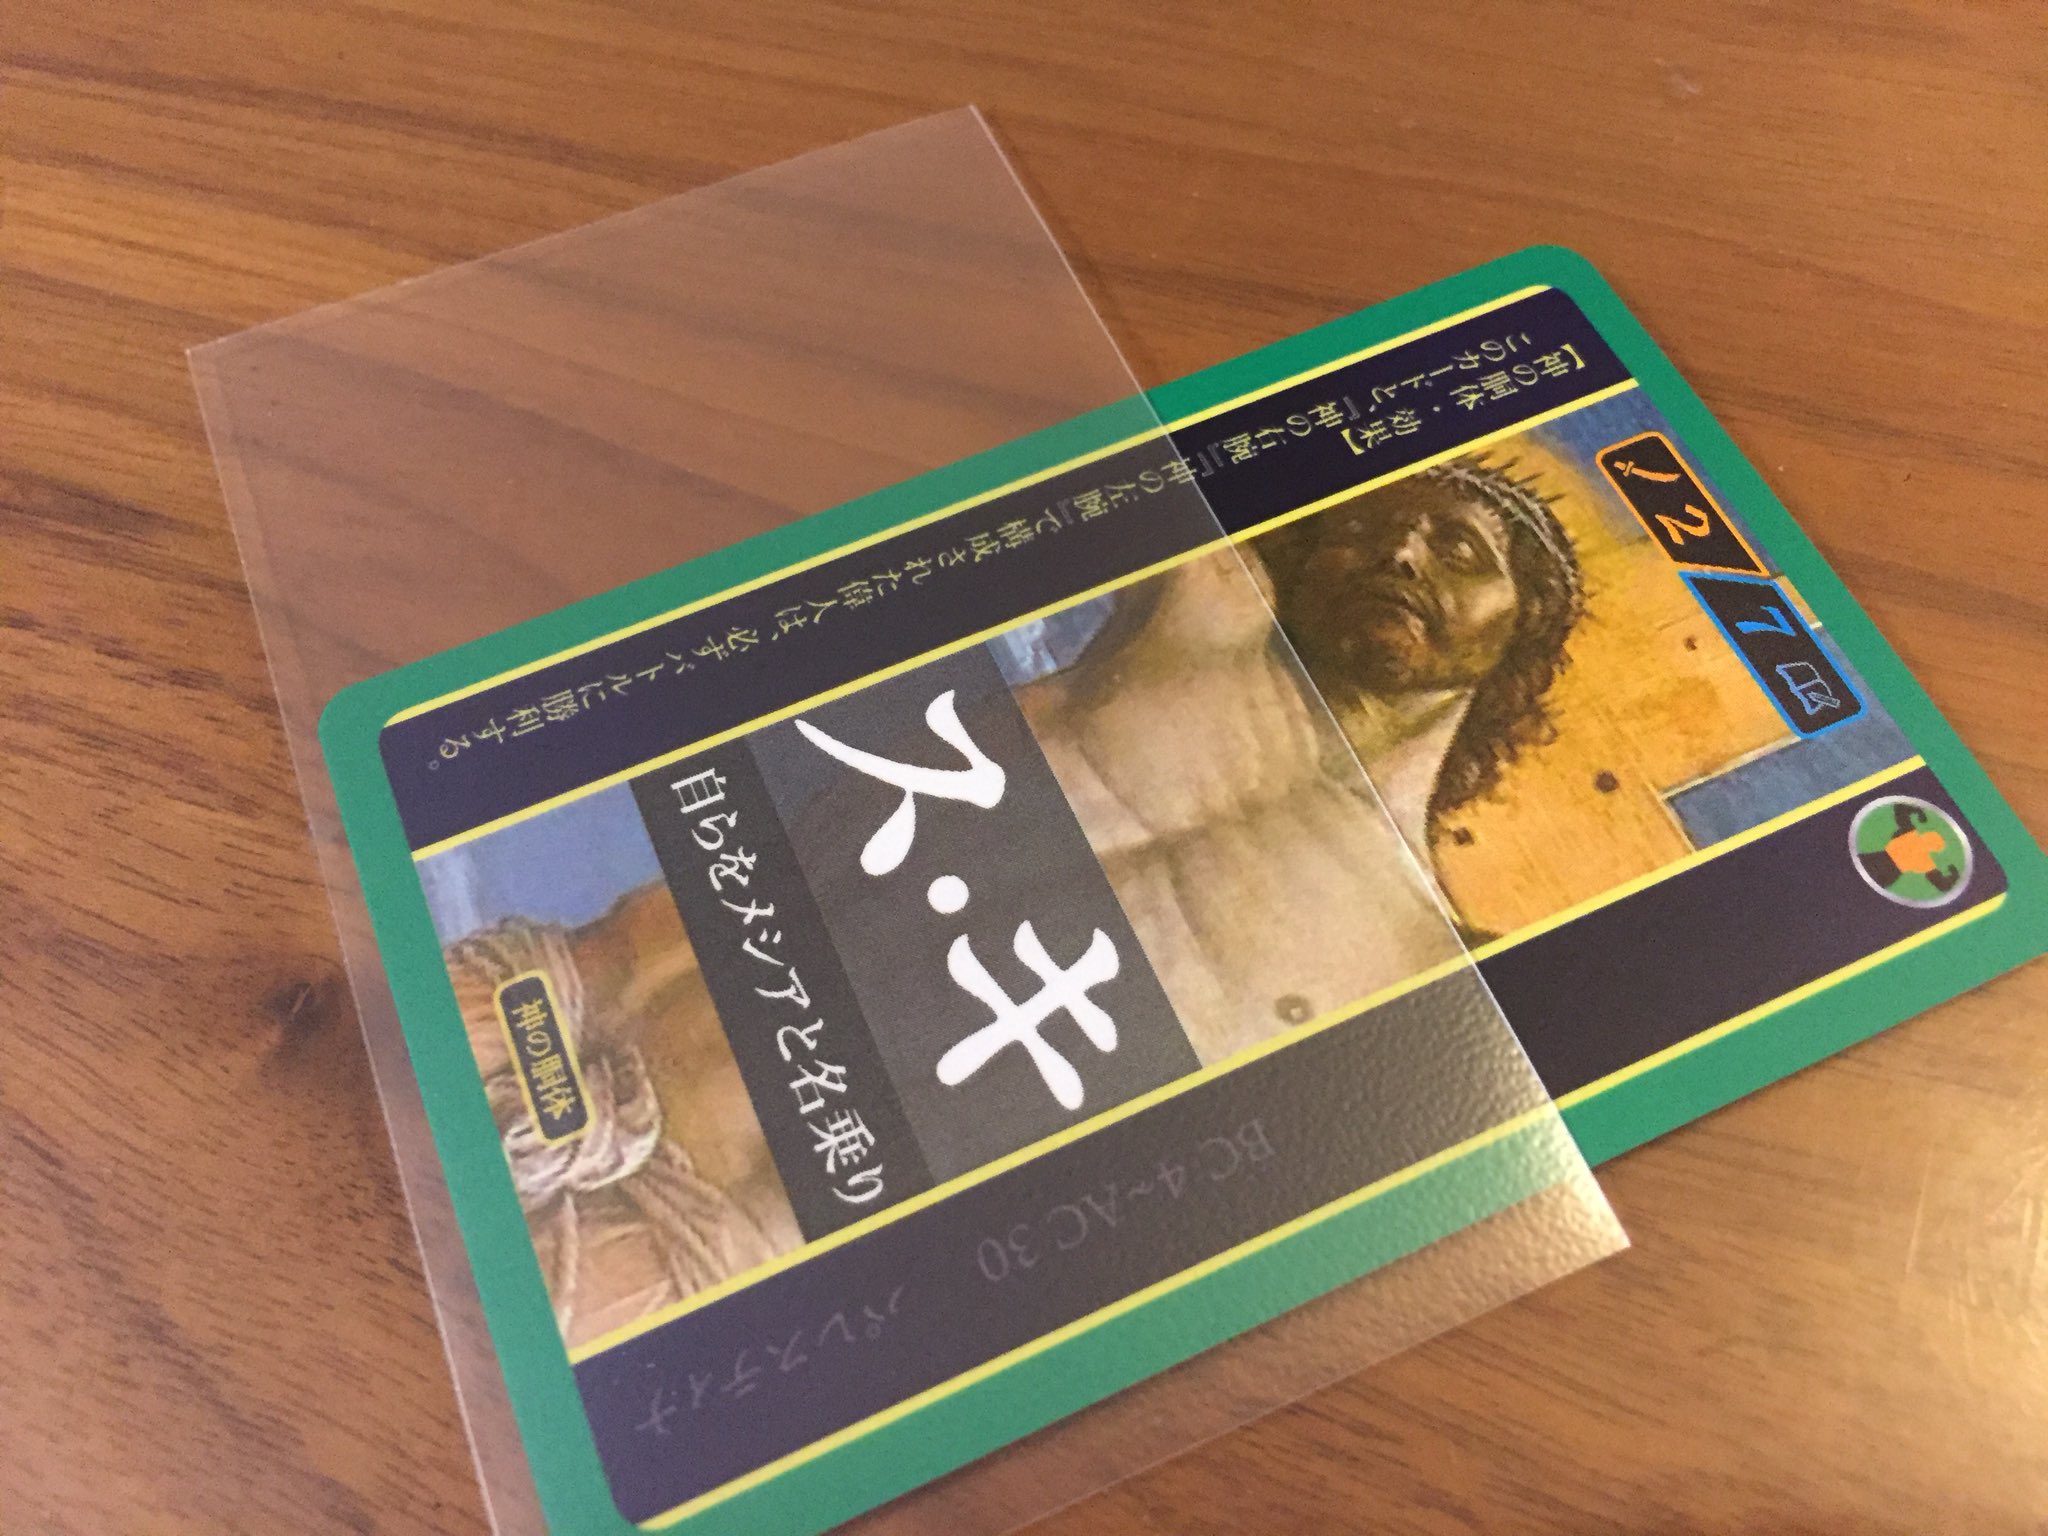 2
7
ス・キ
自らをメシアと名乗り
神の胴体
【神の胴体・効果】
このカードと、『神の右腕』『神の左腕』で構成された偉人は、必ずバトルに勝利する。
BC 4~AC 30 パレスティナ